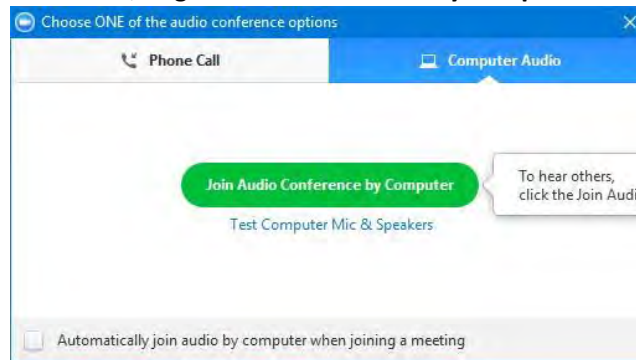 Choose ONE of the audio conference options
Phone Call
Computer Audio
Join Audio Conference by Computer
To hear others,
click the Join Audi
Test Computer Mic & Speakers
Automatically join audio by computer when joining a meeting